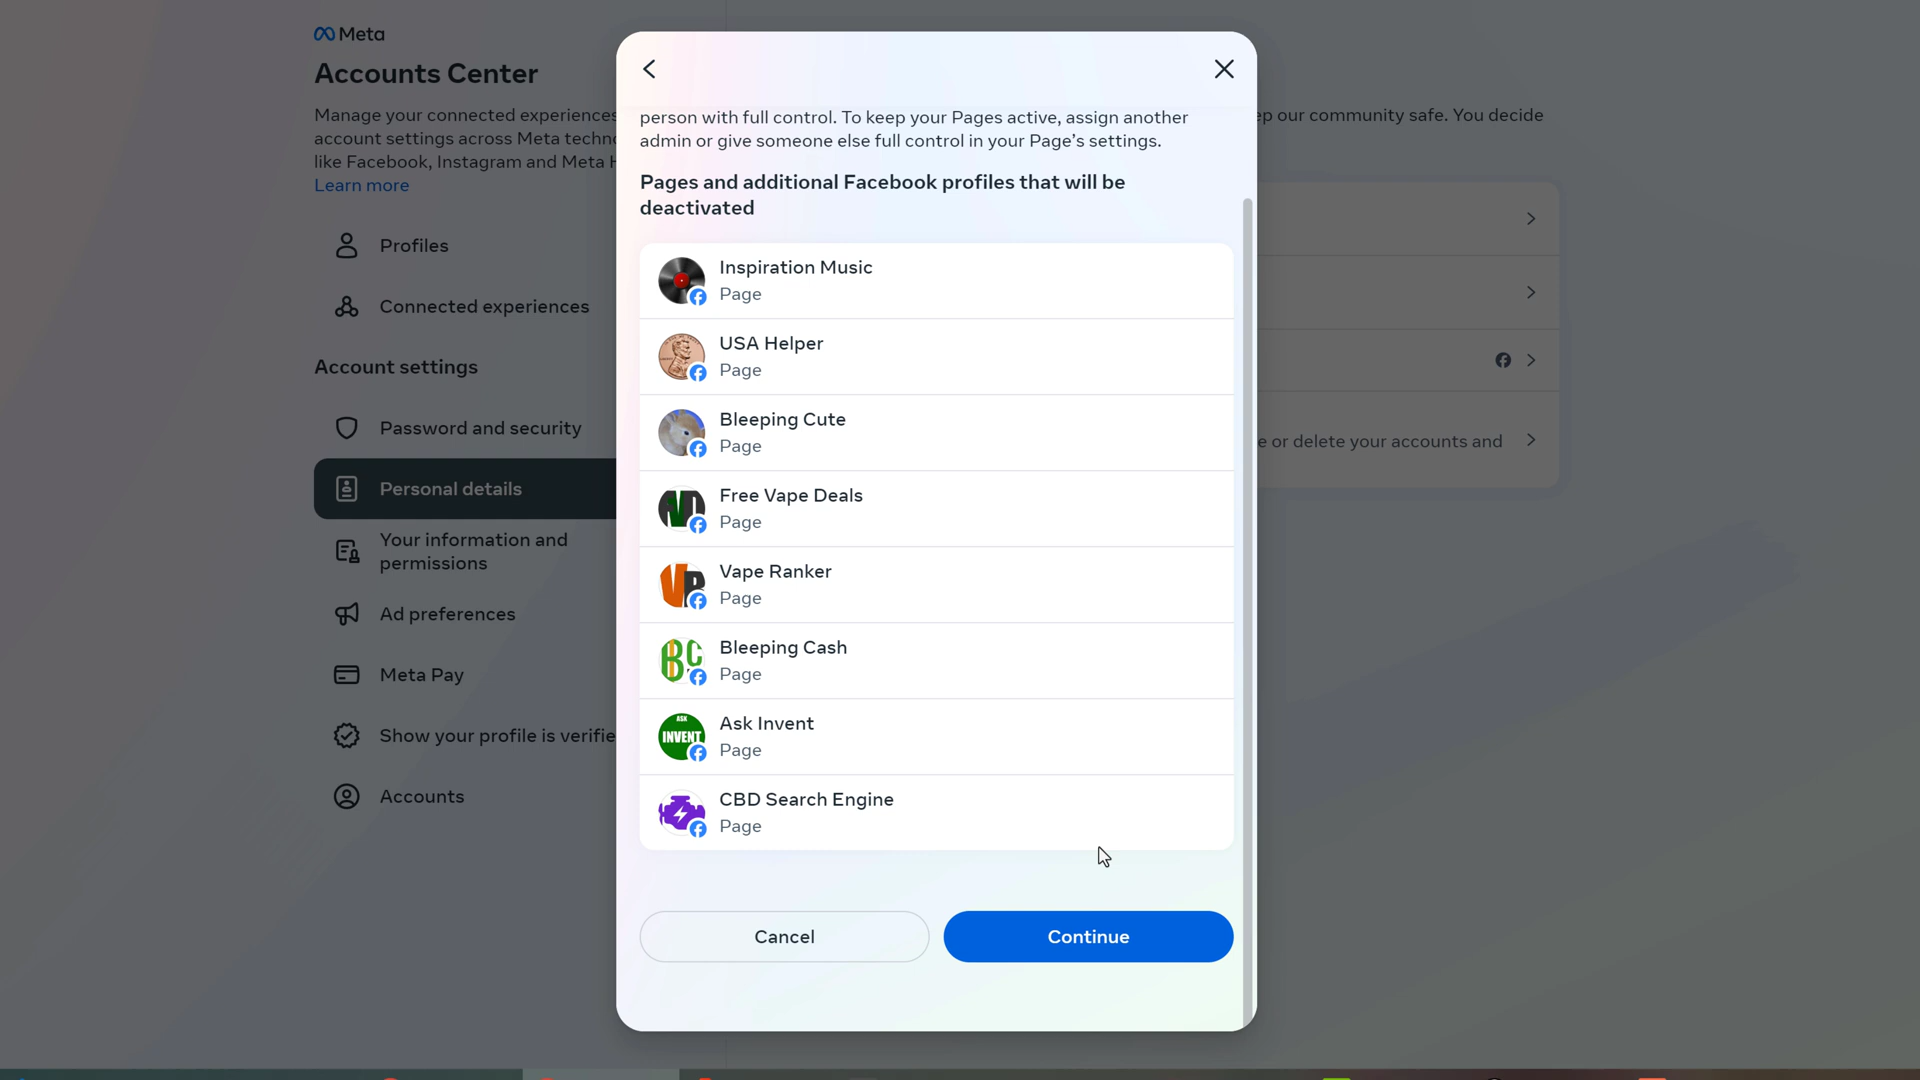 Meta
Accounts Center
Manage your connected experiences
account settings across Meta techno
like Facebook, Instagram and Meta H
Learn more
Profiles
Connected experiences
Account settings
Password and security
Personal details
Your information and
permissions
Ad preferences
Meta Pay
Show your profile is verifie
Accounts
person with full control. To keep your Pages active, assign another
admin or give someone else full control in your Page’s settings.
Pages and additional Facebook profiles that will be
deactivated
Inspiration Music
Page
USA Helper
Page
Bleeping Cute
Page
Free Vape Deals
Page
Vape Ranker
Page
BC
Bleeping Cash
Page
ASK
INVENT
Ask Invent
Page
CBD Search Engine
Page
Cancel
Continue
ep our community safe. You decide
e or delete your accounts and